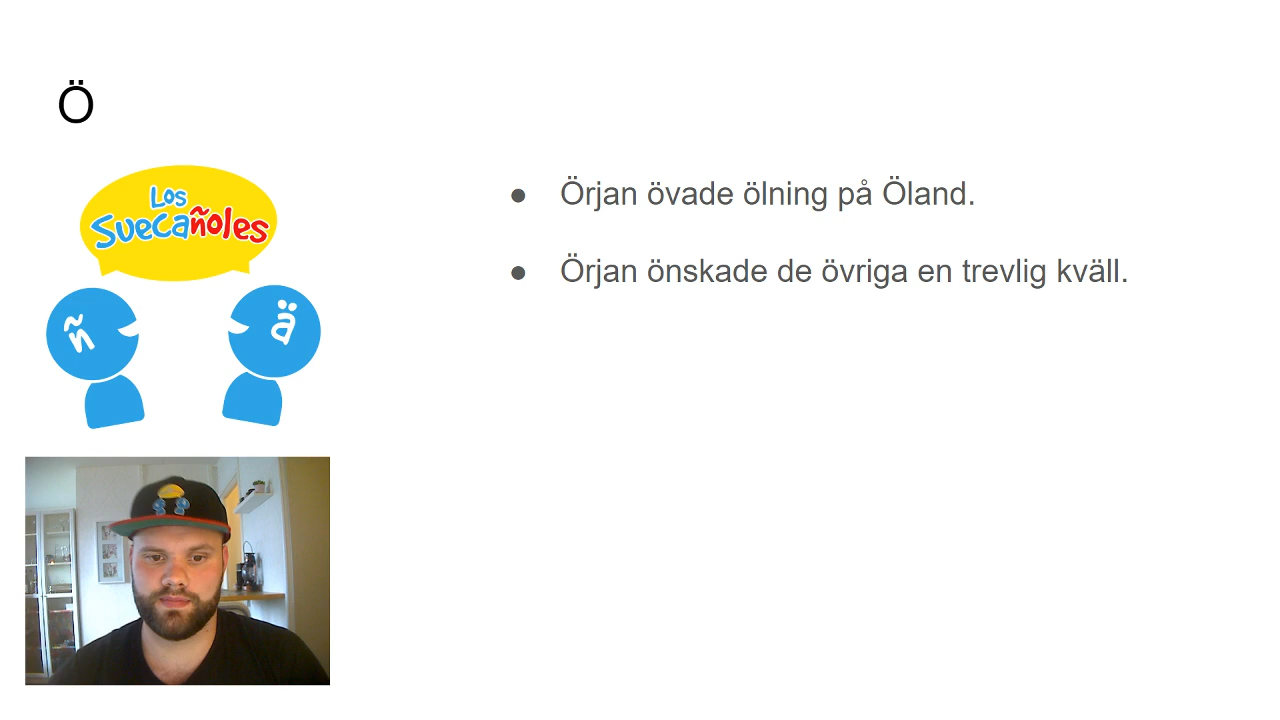 Ö
Los
Suecañoles
ñ
ä
Örjan övade ölning på Öland.
Örjan önskade de övriga en trevlig kväll.